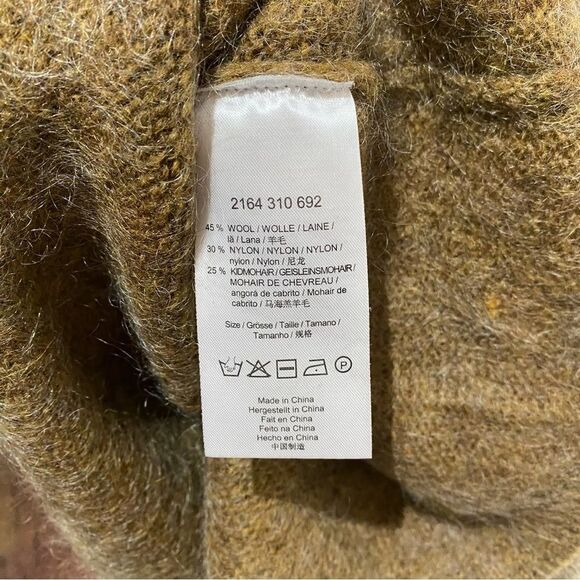 2164 310 692
45 % WOOL / WOLLE / LAINE /
lã / Lana / 羊毛
30 % NYLON / NYLON / NYLON /
nylon / Nylon / 尼龙
25 % KIDMOHAIR / GEISLEINSMOHAIR /
MOHAIR DE CHEVREAU /
angorá de cabrito / Mohair de
cabrito / 马海羔羊毛
Size / Grösse / Taille / Tamano /
Tamanho / 规格
P
Made in China
Hergestellt in China
Fait en China
Feito na China
Hecho en China
中国制造